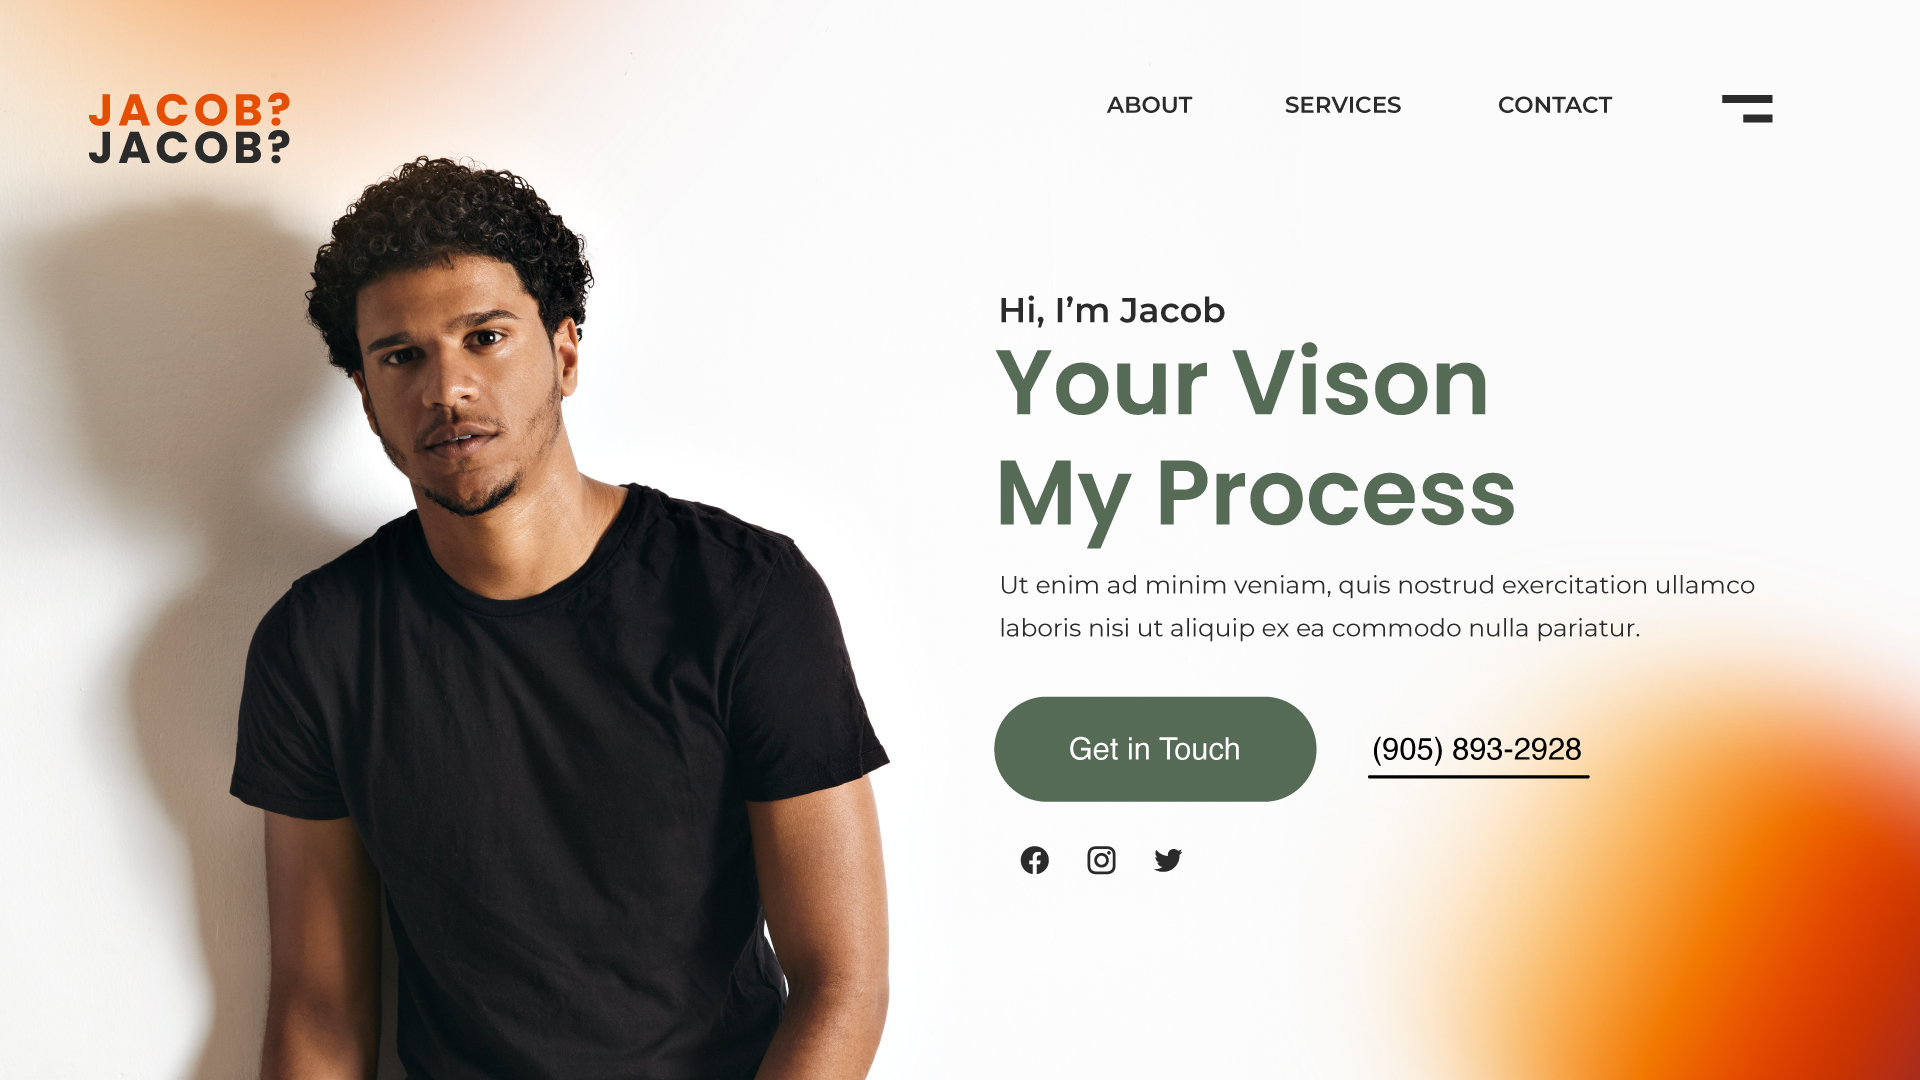 JACOB?
JACOB?
ABOUT
SERVICES
CONTACT
Hi, I’m Jacob
Your Vison
My Process
Ut enim ad minim veniam, quis nostrud exercitation ullamco
laboris nisi ut aliquip ex ea commodo nulla pariatur.
Get in Touch
(905) 893-2928